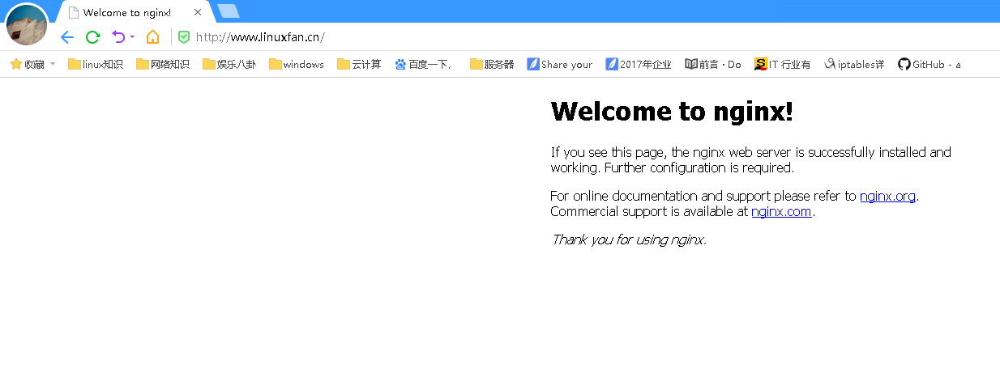 Welcome to nginx!
http://www.linuxfan.cn/
收藏 linux知识 网络知识 娱乐八卦 windows 云计算 百度一下， 服务器 Share your 2017年企业 前言 · Do IT 行业有 iptables详 GitHub - a
Welcome to nginx!
If you see this page, the nginx web server is successfully installed and
working. Further configuration is required.
For online documentation and support please refer to nginx.org.
Commercial support is available at nginx.com.
Thank you for using nginx.